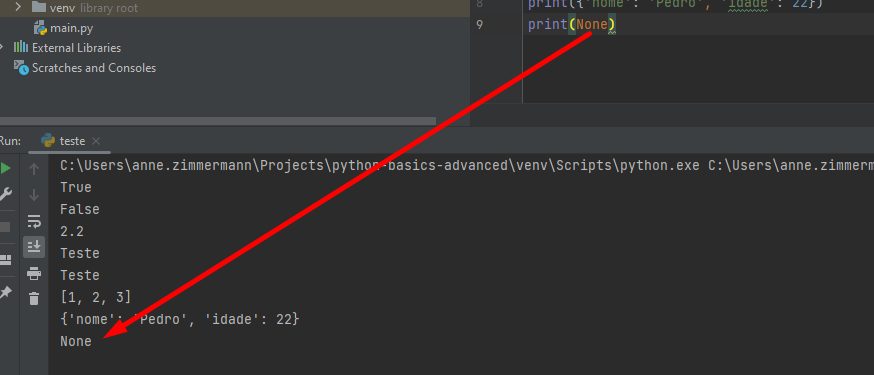 venv library root
main.py
External Libraries
Scratches and Consoles
8 print({'nome': 'Pedro', 'idade': 22})
9 print(None)
Run: teste
C:\Users\anne.zimmermann\Projects\python-basics-advanced\venv\Scripts\python.exe C:\Users\anne.zimmerm
True
False
2.2
Teste
Teste
[1, 2, 3]
{'nome': 'Pedro', 'idade': 22}
None